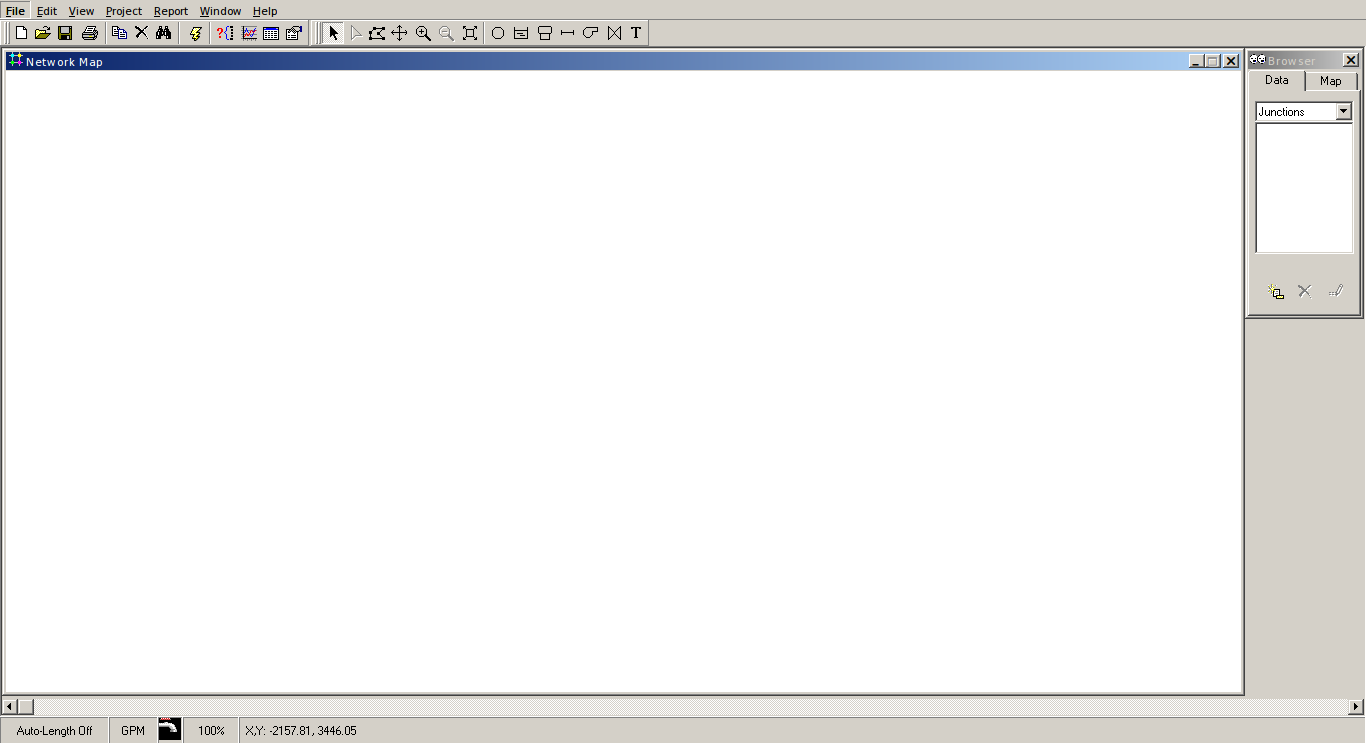 File Edit View Project Report Window Help
T
Network Map
Browser
Data Map
Junctions
Auto-Length Off GPM 100% X,Y: -2157.81, 3446.05